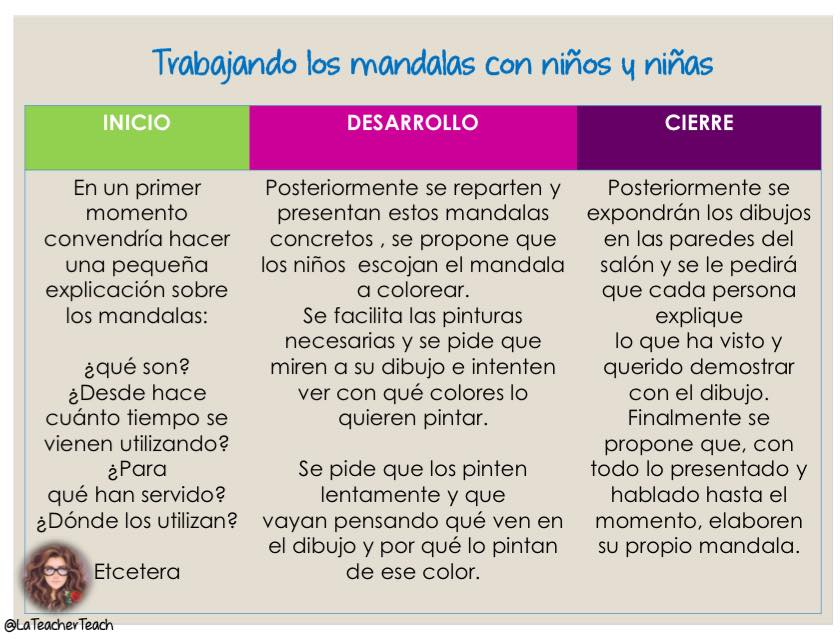 Trabajando los mandalas con niños y niñas
INICIO
En un primer
momento
convendría hacer
una pequeña
explicación sobre
los mandalas:
¿qué son?
¿Desde hace
cuánto tiempo se
vienen utilizando?
¿Para
qué han servido?
¿Dónde los utilizan?
Etcetera
DESARROLLO
Posteriormente se reparten y
presentan estos mandalas
concretos , se propone que
los niños  escojan el mandala
a colorear.
Se facilita las pinturas
necesarias y se pide que
miren a su dibujo e intenten
ver con qué colores lo
quieren pintar.
Se pide que los pinten
lentamente y que
vayan pensando qué ven en
el dibujo y por qué lo pintan
de ese color.
CIERRE
Posteriormente se
expondrán los dibujos
en las paredes del
salón y se le pedirá
que cada persona
explique
lo que ha visto y
querido demostrar
con el dibujo.
Finalmente se
propone que, con
todo lo presentado y
hablado hasta el
momento, elaboren
su propio mandala.
@LaTeacherTeach